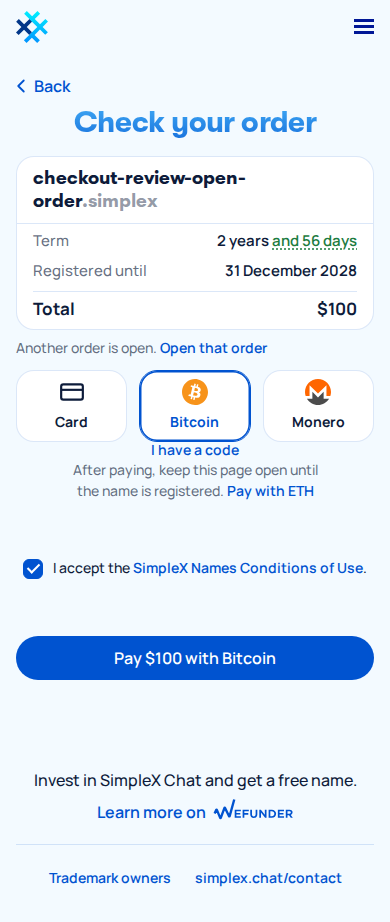 Back
Check your order
checkout-review-open-
order.simplex
Term 2 years and 56 days
Registered until 31 December 2028
Total $100
Another order is open. Open that order
Card Bitcoin Monero
I have a code
After paying, keep this page open until
the name is registered. Pay with ETH
I accept the SimpleX Names Conditions of Use.
Pay $100 with Bitcoin
Invest in SimpleX Chat and get a free name.
Learn more on WEFUNDER
Trademark owners simplex.chat/contact